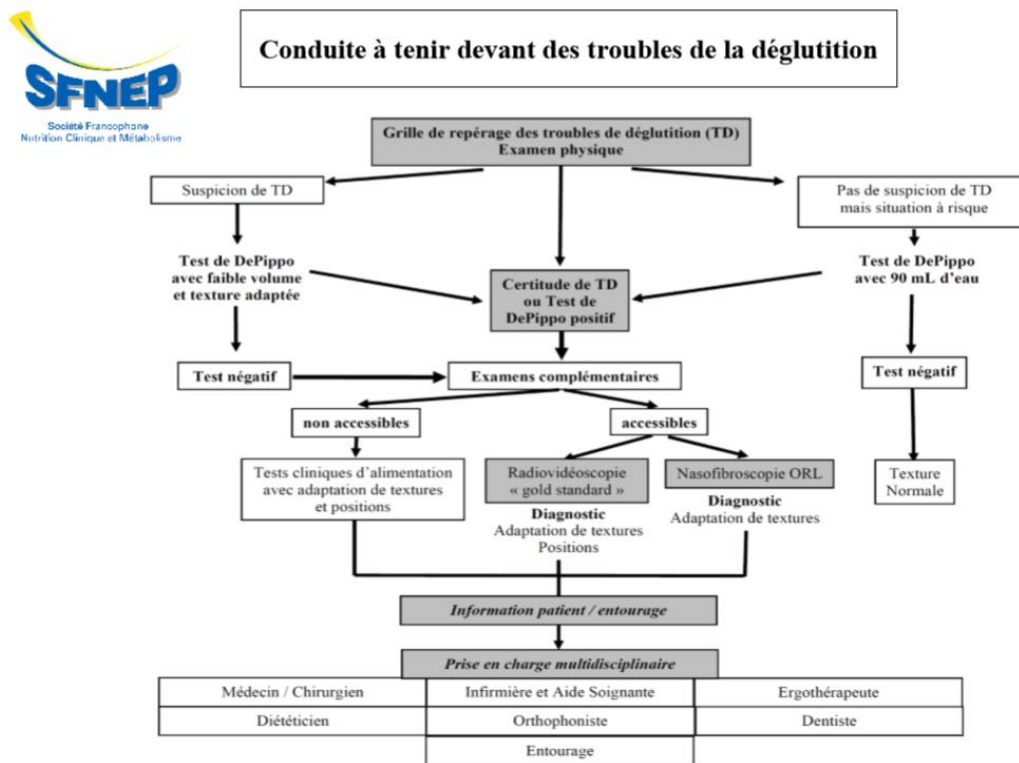 SFNEP
Société Francophone
Nutrition Clinique et Métabolisme
Conduite à tenir devant des troubles de la déglutition
Grille de repérage des troubles de déglutition (TD)
Examen physique
Suspicion de TD
Pas de suspicion de TD
mais situation à risque
Test de DePippo
avec faible volume
et texture adaptée
Certitude de TD
ou Test de
DePippo positif
Test de DePippo
avec 90 mL d'eau
Test négatif
Examens complémentaires
Test négatif
non accessibles
accessibles
Tests cliniques d'alimentation
avec adaptation de textures
et positions
Radiovidéoscopie
« gold standard »
Nasofibroscopie ORL
Texture
Normale
Diagnostic
Adaptation de textures
Positions
Diagnostic
Adaptation de textures
Information patient / entourage
Prise en charge multidisciplinaire
Médecin / Chirurgien
Infirmière et Aide Soignante
Ergothérapeute
Diététicien
Orthophoniste
Dentiste
Entourage